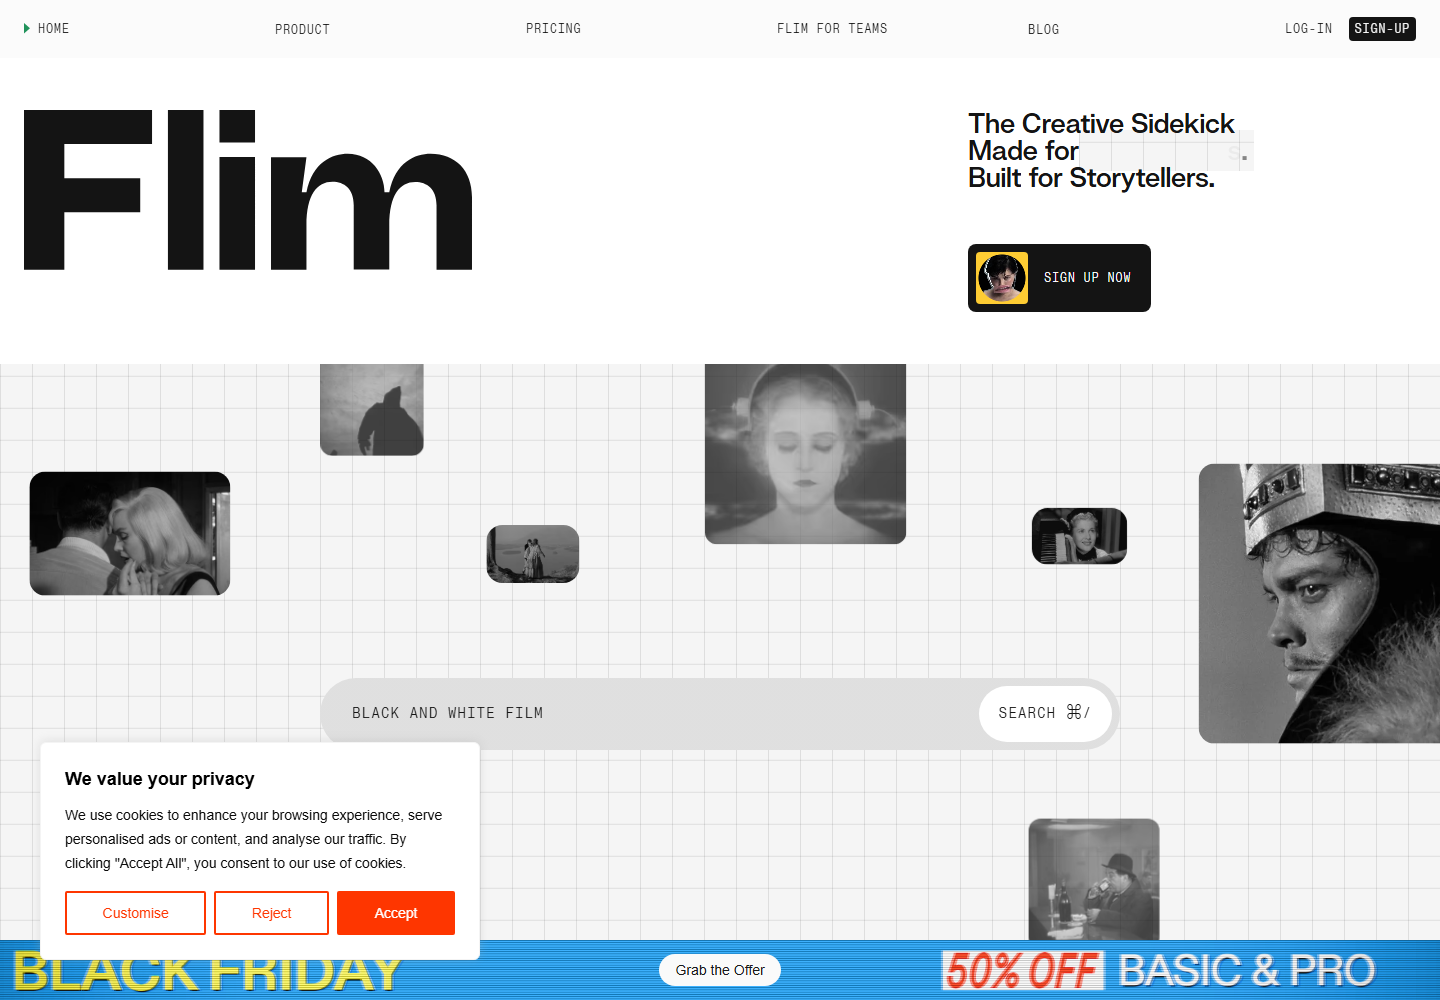 HOME
PRODUCT
PRICING
FLIM FOR TEAMS
BLOG
LOG-IN
SIGN-UP
Flim
The Creative Sidekick
Made for s.
Built for Storytellers.
SIGN UP NOW
BLACK AND WHITE FILM
SEARCH ⌘/
We value your privacy
We use cookies to enhance your browsing experience, serve
personalised ads or content, and analyse our traffic. By
clicking "Accept All", you consent to our use of cookies.
Customise
Reject
Accept
BLACK FRIDAY
Grab the Offer
50% OFF BASIC & PRO